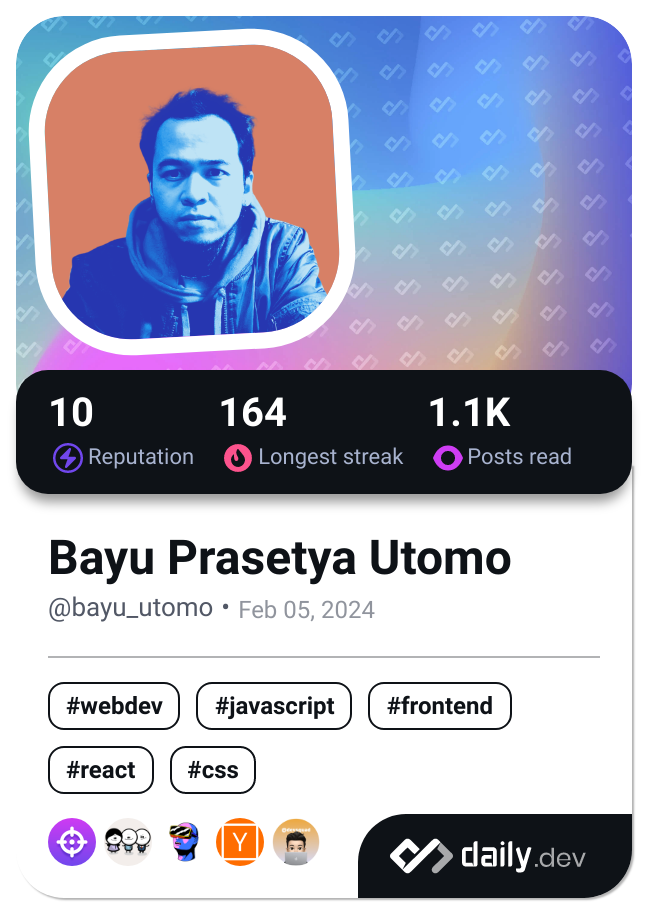 10 164 1.1K
Reputation Longest streak Posts read
Bayu Prasetya Utomo
@bayu_utomo • Feb 05, 2024
#webdev #javascript #frontend
#react #css
Y
daily.dev